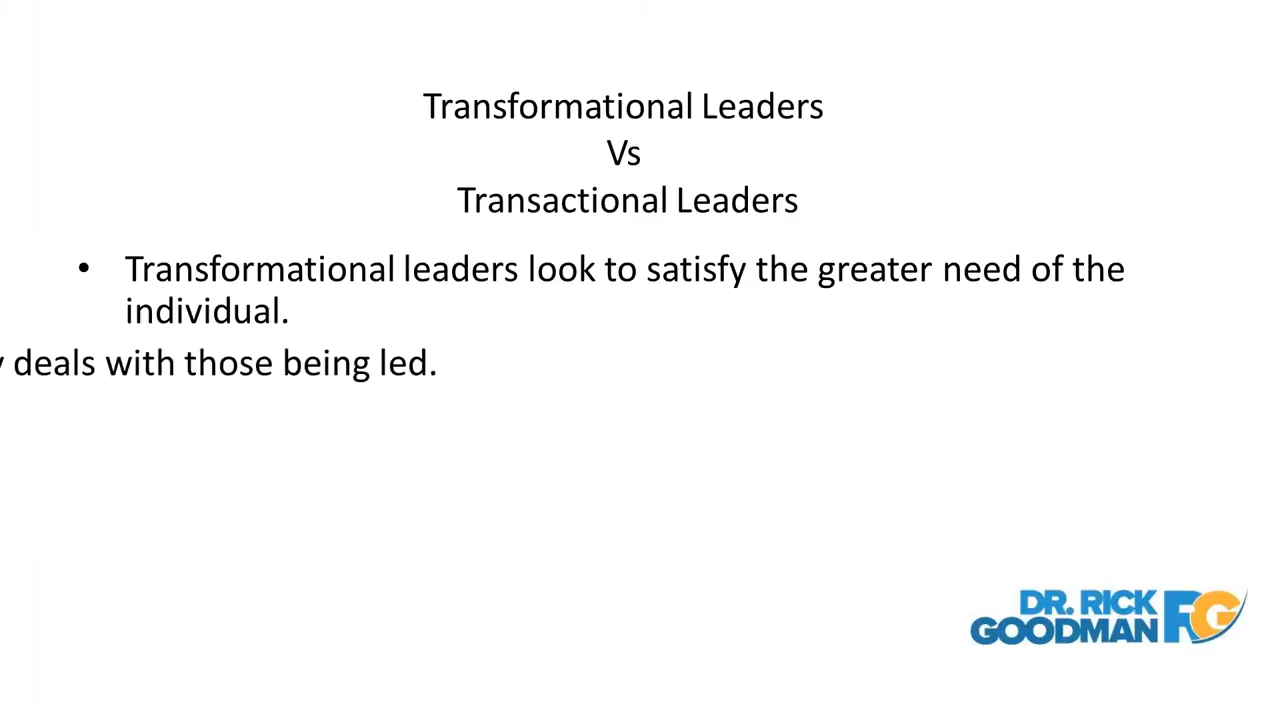 Transformational Leaders
Vs
Transactional Leaders
• Transformational leaders look to satisfy the greater need of the
individual.
deals with those being led.
DR. RICK
GOODMAN RG